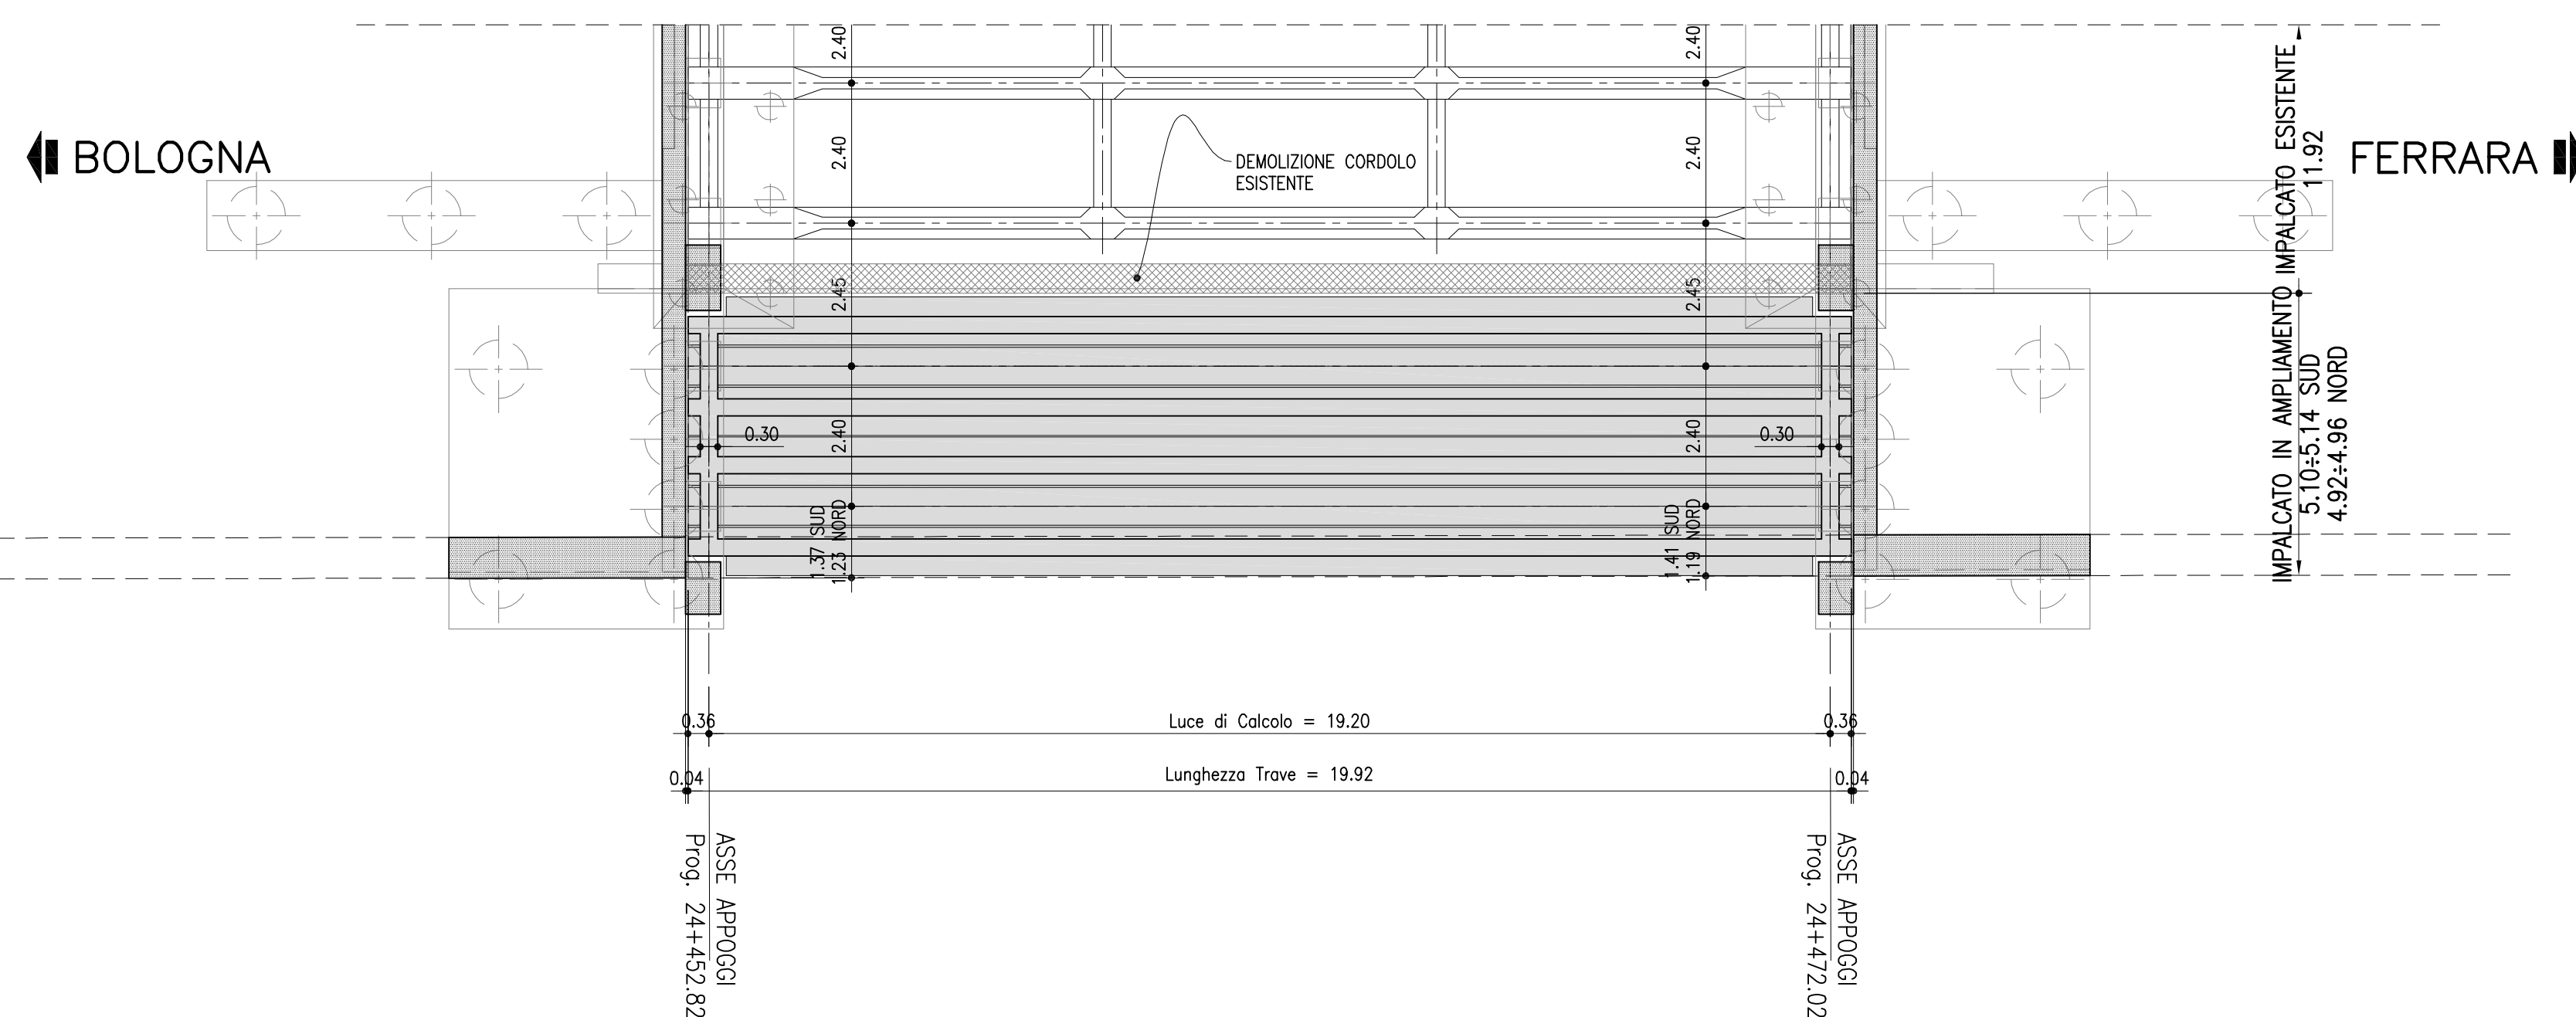 2.40
2.40
BOLOGNA
2.40
2.40
DEMOLIZIONE CORDOLO
ESISTENTE
IMPALCATO ESISTENTE
11.92
FERRARA
2.45
2.45
0.30
2.40
2.40
0.30
IMPALCATO IN AMPLIAMENTO
5.10÷5.14 SUD
4.92÷4.96 NORD
1.37 SUD
1.23 NORD
1.41 SUD
1.19 NORD
0.36
Luce di Calcolo = 19.20
0.36
0.04
Lunghezza Trave = 19.92
0.04
ASSE APPOGGI
Prog. 24+452.82
ASSE APPOGGI
Prog. 24+472.02